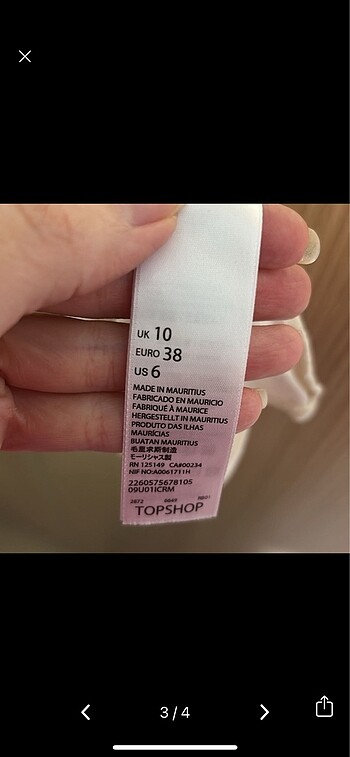 UK 10
EURO 38
US 6
MADE IN MAURITIUS
FABRICADO EN MAURICIO
FABRIQUÉ À MAURICE
HERGESTELLT IN MAURITIUS
PRODUTO DAS ILHAS
MAURÍCIAS
BUATAN MAURITIUS
毛里求斯制造
モーリシャス製
RN 125149 CA#00234
NIF NO:A0061711H
2260575678105
09U01ICRM
2872 4648
TOPSHOP
3/4